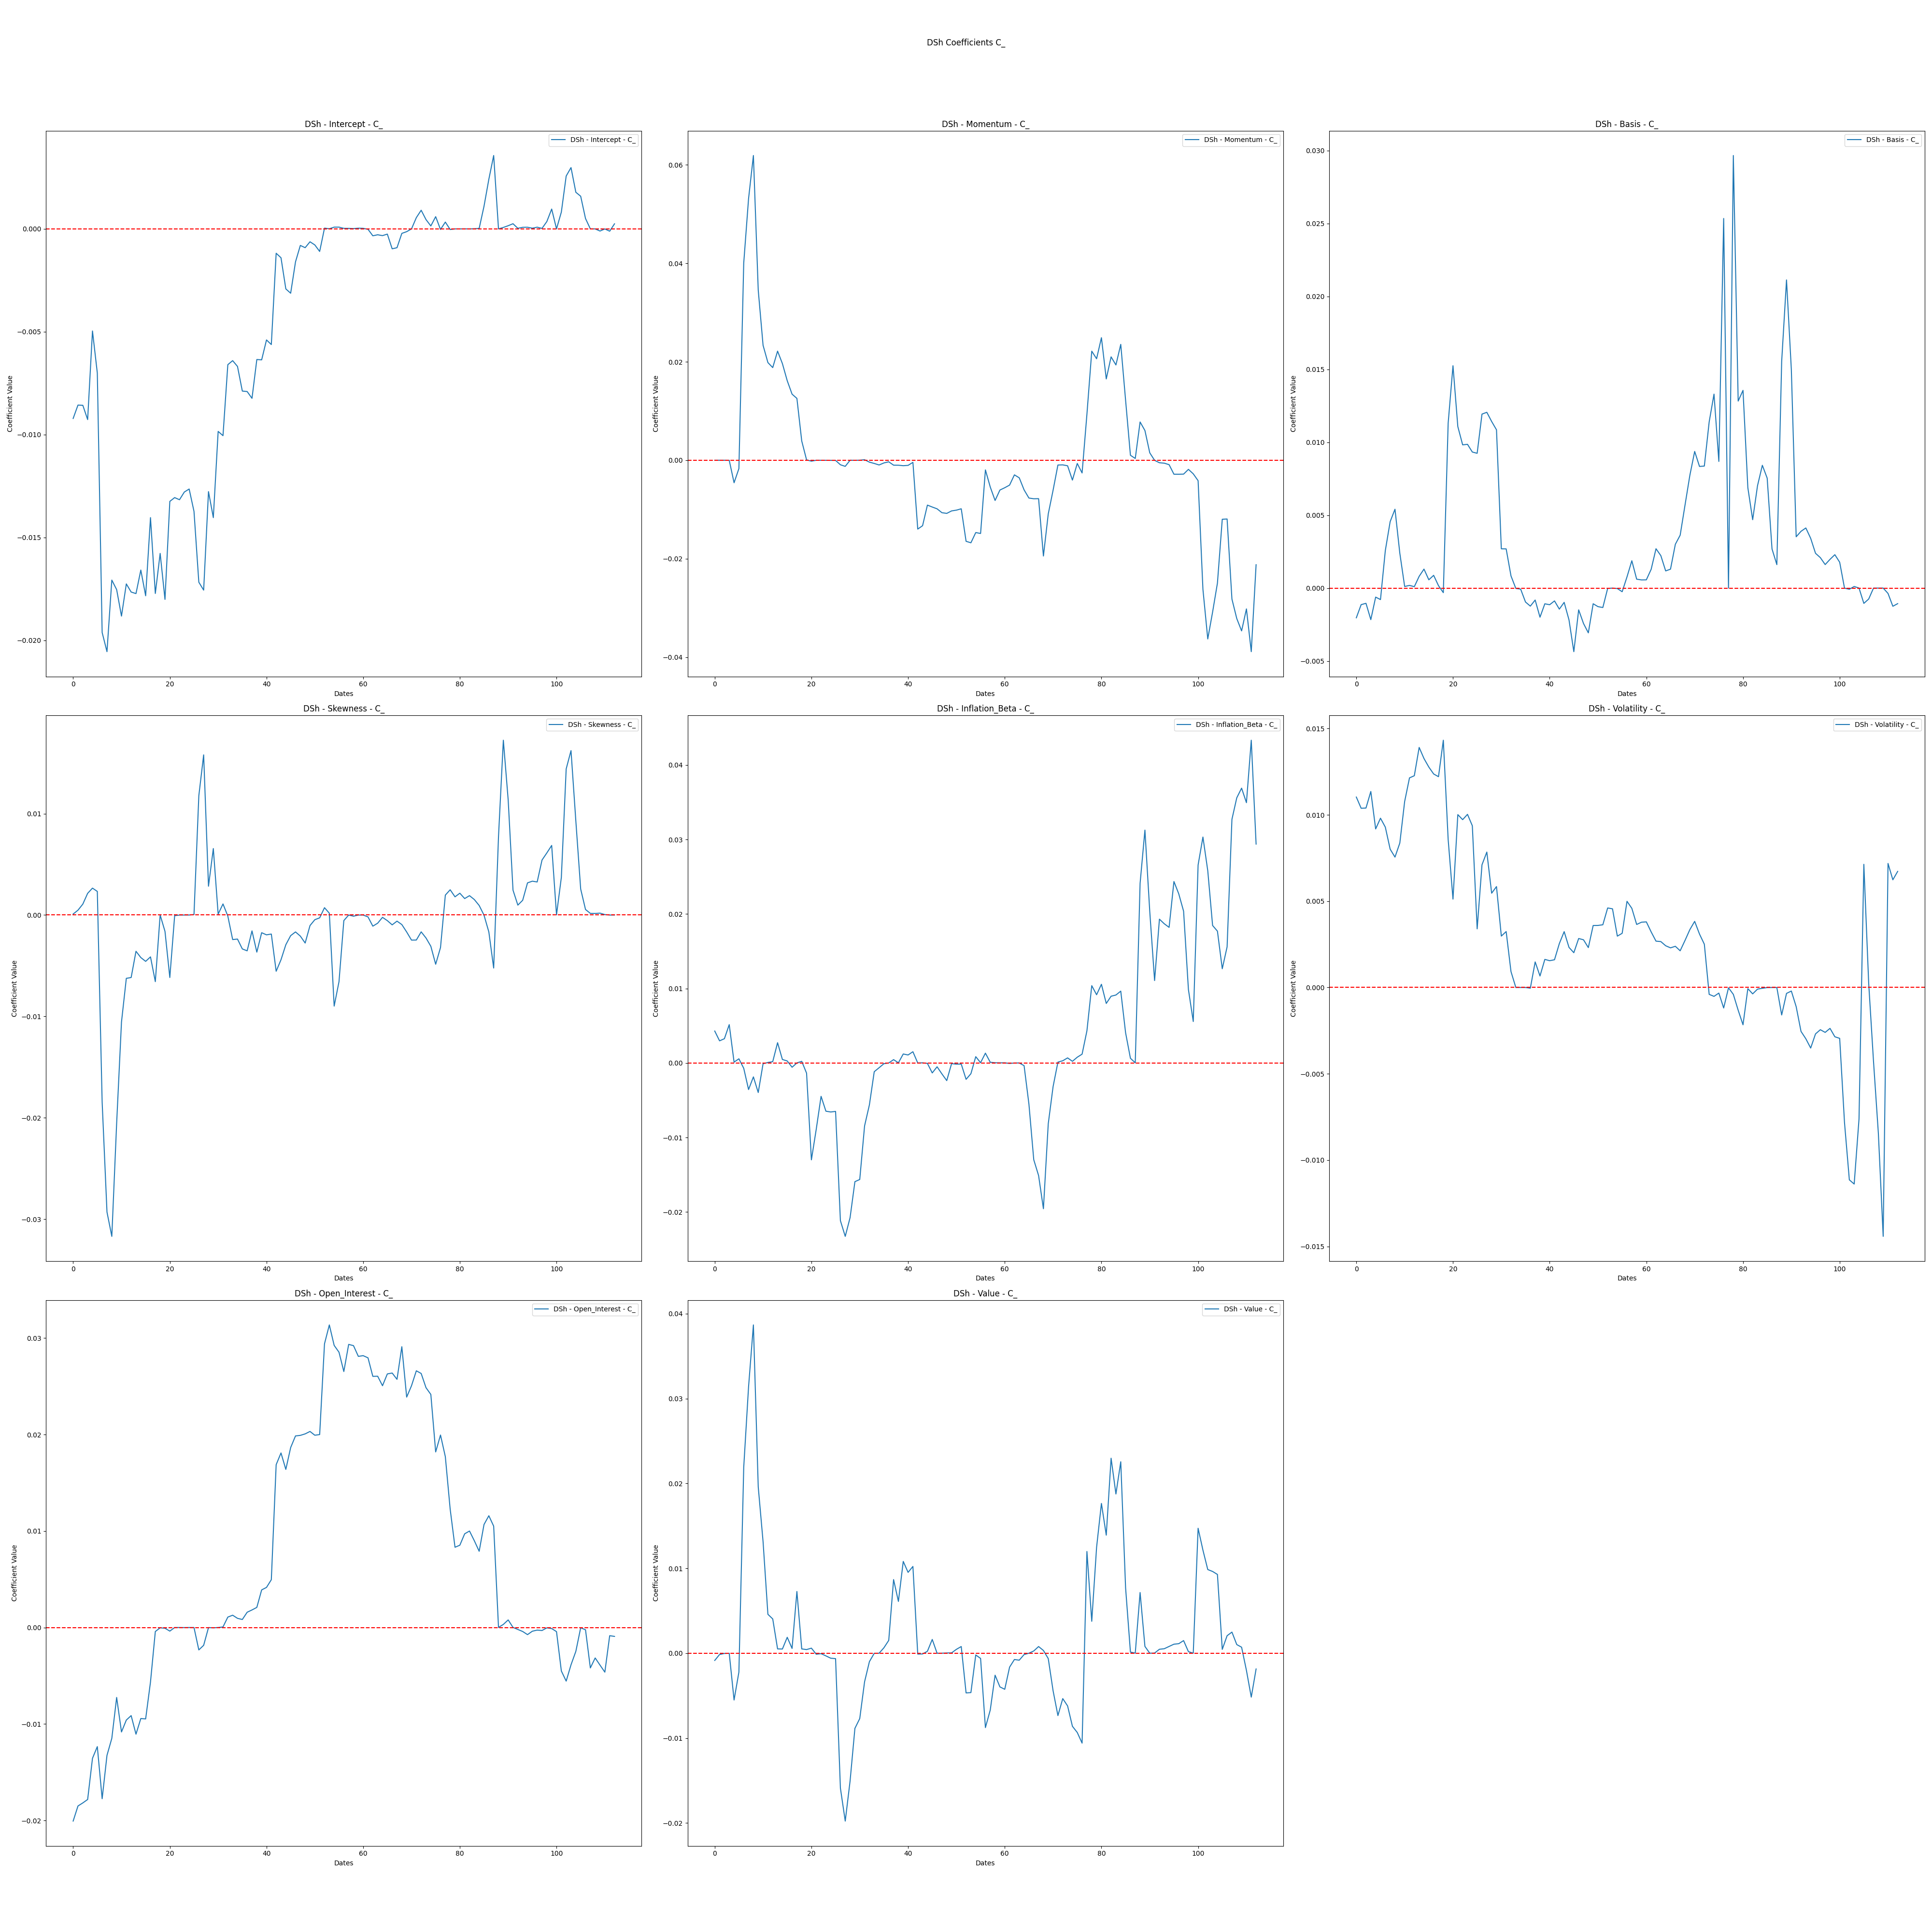 DSh Coefficients C_
DSh - Intercept - C_
DSh - Intercept - C_
Coefficient Value
0.000
−0.005
−0.010
−0.015
−0.020
0 20 40 60 80 100
Dates
DSh - Momentum - C_
DSh - Momentum - C_
Coefficient Value
0.06
0.04
0.02
0.00
−0.02
−0.04
0 20 40 60 80 100
Dates
DSh - Basis - C_
DSh - Basis - C_
Coefficient Value
0.030
0.025
0.020
0.015
0.010
0.005
0.000
−0.005
0 20 40 60 80 100
Dates
DSh - Skewness - C_
DSh - Skewness - C_
Coefficient Value
0.01
0.00
−0.01
−0.02
−0.03
0 20 40 60 80 100
Dates
DSh - Inflation_Beta - C_
DSh - Inflation_Beta - C_
Coefficient Value
0.04
0.03
0.02
0.01
0.00
−0.01
−0.02
0 20 40 60 80 100
Dates
DSh - Volatility - C_
DSh - Volatility - C_
Coefficient Value
0.015
0.010
0.005
0.000
−0.005
−0.010
−0.015
0 20 40 60 80 100
Dates
DSh - Open_Interest - C_
DSh - Open_Interest - C_
Coefficient Value
0.03
0.02
0.01
0.00
−0.01
−0.02
0 20 40 60 80 100
Dates
DSh - Value - C_
DSh - Value - C_
Coefficient Value
0.04
0.03
0.02
0.01
0.00
−0.01
−0.02
0 20 40 60 80 100
Dates